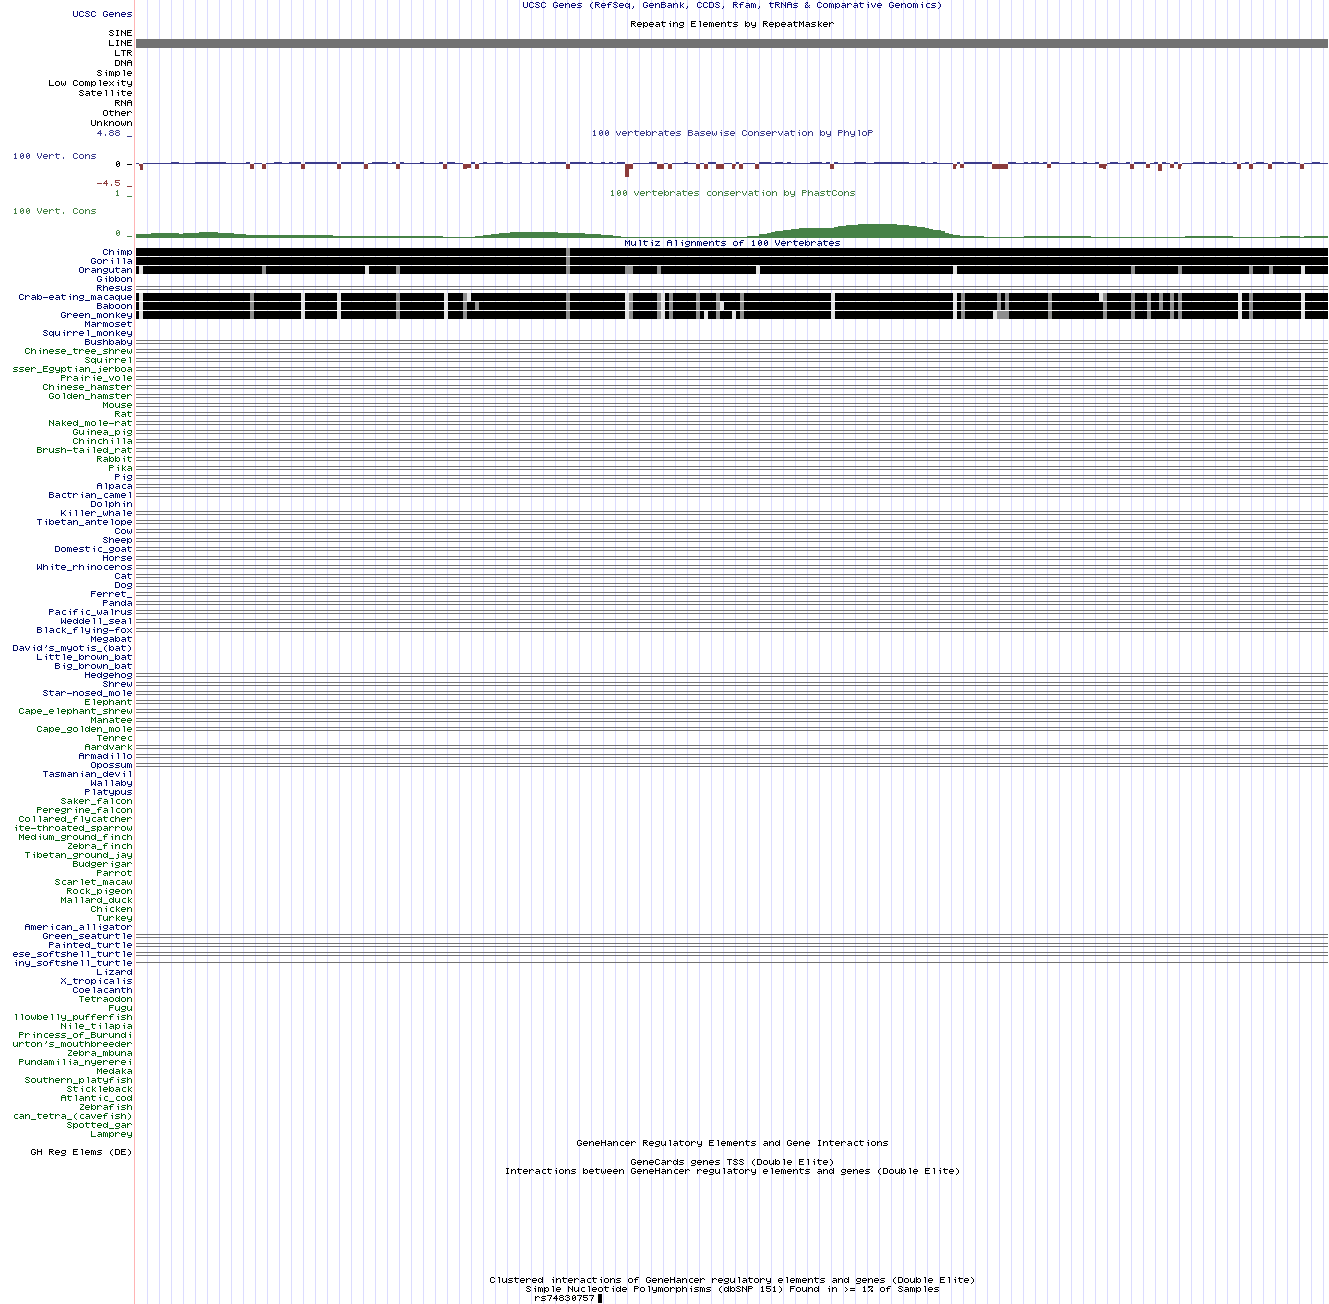 UCSC Genes (RefSeq, GenBank, CCDS, Rfam, tRNAs & Comparative Genomics)
UCSC Genes
Repeating Elements by RepeatMasker
SINE
LINE
LTR
DNA
Simple
Low Complexity
Satellite
RNA
Other
Unknown
4.88 _
100 vertebrates Basewise Conservation by PhyloP
100 Vert. Cons
0 -
-4.5 _
1 _
100 vertebrates conservation by PhastCons
100 Vert. Cons
0 _
Multiz Alignments of 100 Vertebrates
Chimp
Gorilla
Orangutan
Gibbon
Rhesus
Crab-eating_macaque
Baboon
Green_monkey
Marmoset
Squirrel_monkey
Bushbaby
Chinese_tree_shrew
Squirrel
sser_Egyptian_jerboa
Prairie_vole
Chinese_hamster
Golden_hamster
Mouse
Rat
Naked_mole-rat
Guinea_pig
Chinchilla
Brush-tailed_rat
Rabbit
Pika
Pig
Alpaca
Bactrian_camel
Dolphin
Killer_whale
Tibetan_antelope
Cow
Sheep
Domestic_goat
Horse
White_rhinoceros
Cat
Dog
Ferret_
Panda
Pacific_walrus
Weddell_seal
Black_flying-fox
Megabat
David's_myotis_(bat)
Little_brown_bat
Big_brown_bat
Hedgehog
Shrew
Star-nosed_mole
Elephant
Cape_elephant_shrew
Manatee
Cape_golden_mole
Tenrec
Aardvark
Armadillo
Opossum
Tasmanian_devil
Wallaby
Platypus
Saker_falcon
Peregrine_falcon
Collared_flycatcher
ite-throated_sparrow
Medium_ground_finch
Zebra_finch
Tibetan_ground_jay
Budgerigar
Parrot
Scarlet_macaw
Rock_pigeon
Mallard_duck
Chicken
Turkey
American_alligator
Green_seaturtle
Painted_turtle
ese_softshell_turtle
iny_softshell_turtle
Lizard
X_tropicalis
Coelacanth
Tetraodon
Fugu
llowbelly_pufferfish
Nile_tilapia
Princess_of_Burundi
urton's_mouthbreeder
Zebra_mbuna
Pundamilia_nyererei
Medaka
Southern_platyfish
Stickleback
Atlantic_cod
Zebrafish
can_tetra_(cavefish)
Spotted_gar
Lamprey
GeneHancer Regulatory Elements and Gene Interactions
GH Reg Elems (DE)
GeneCards genes TSS (Double Elite)
Interactions between GeneHancer regulatory elements and genes (Double Elite)
Clustered interactions of GeneHancer regulatory elements and genes (Double Elite)
Simple Nucleotide Polymorphisms (dbSNP 151) Found in >= 1% of Samples
rs74830757